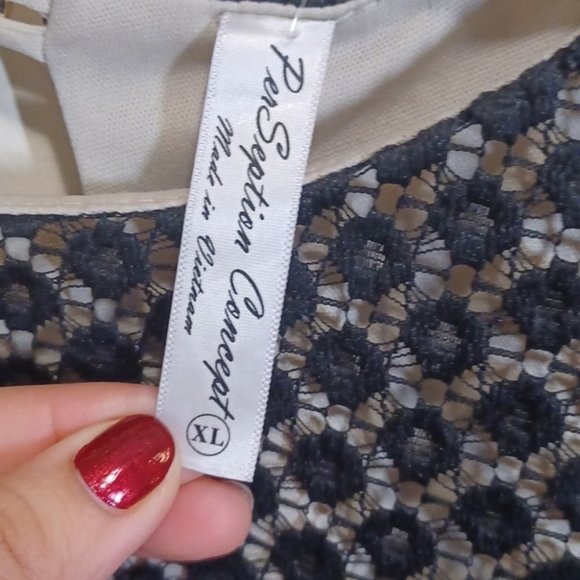 PerSeption Concept
Made in Vietnam
XL